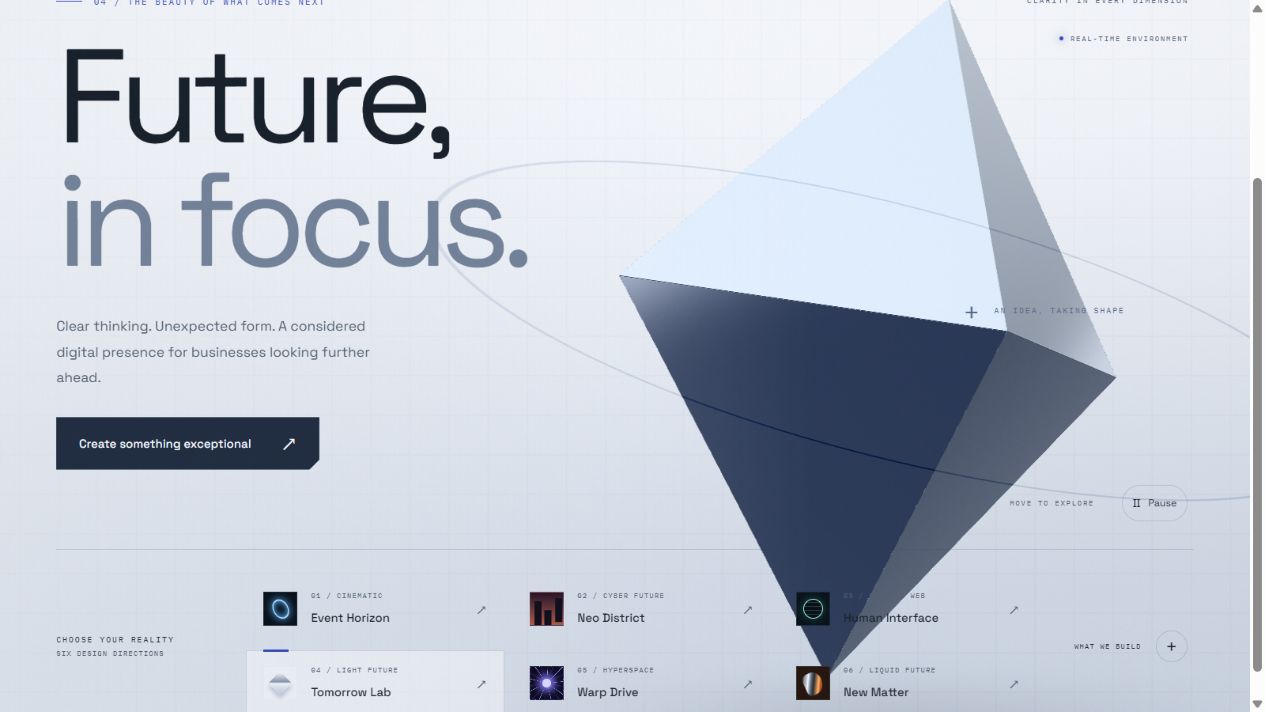 04 / THE BEAUTY OF WHAT COMES NEXT
CLARITY IN EVERY DIMENSION
REAL-TIME ENVIRONMENT
Future,
in focus.
AN IDEA, TAKING SHAPE
Clear thinking. Unexpected form. A considered
digital presence for businesses looking further
ahead.
Create something exceptional ↗
MOVE TO EXPLORE
Pause
CHOOSE YOUR REALITY
SIX DESIGN DIRECTIONS
01 / CINEMATIC
Event Horizon ↗
02 / CYBER FUTURE
Neo District ↗
03 / WEB
Human Interface ↗
04 / LIGHT FUTURE
Tomorrow Lab ↗
05 / HYPERSPACE
Warp Drive ↗
06 / LIQUID FUTURE
New Matter ↗
WHAT WE BUILD +